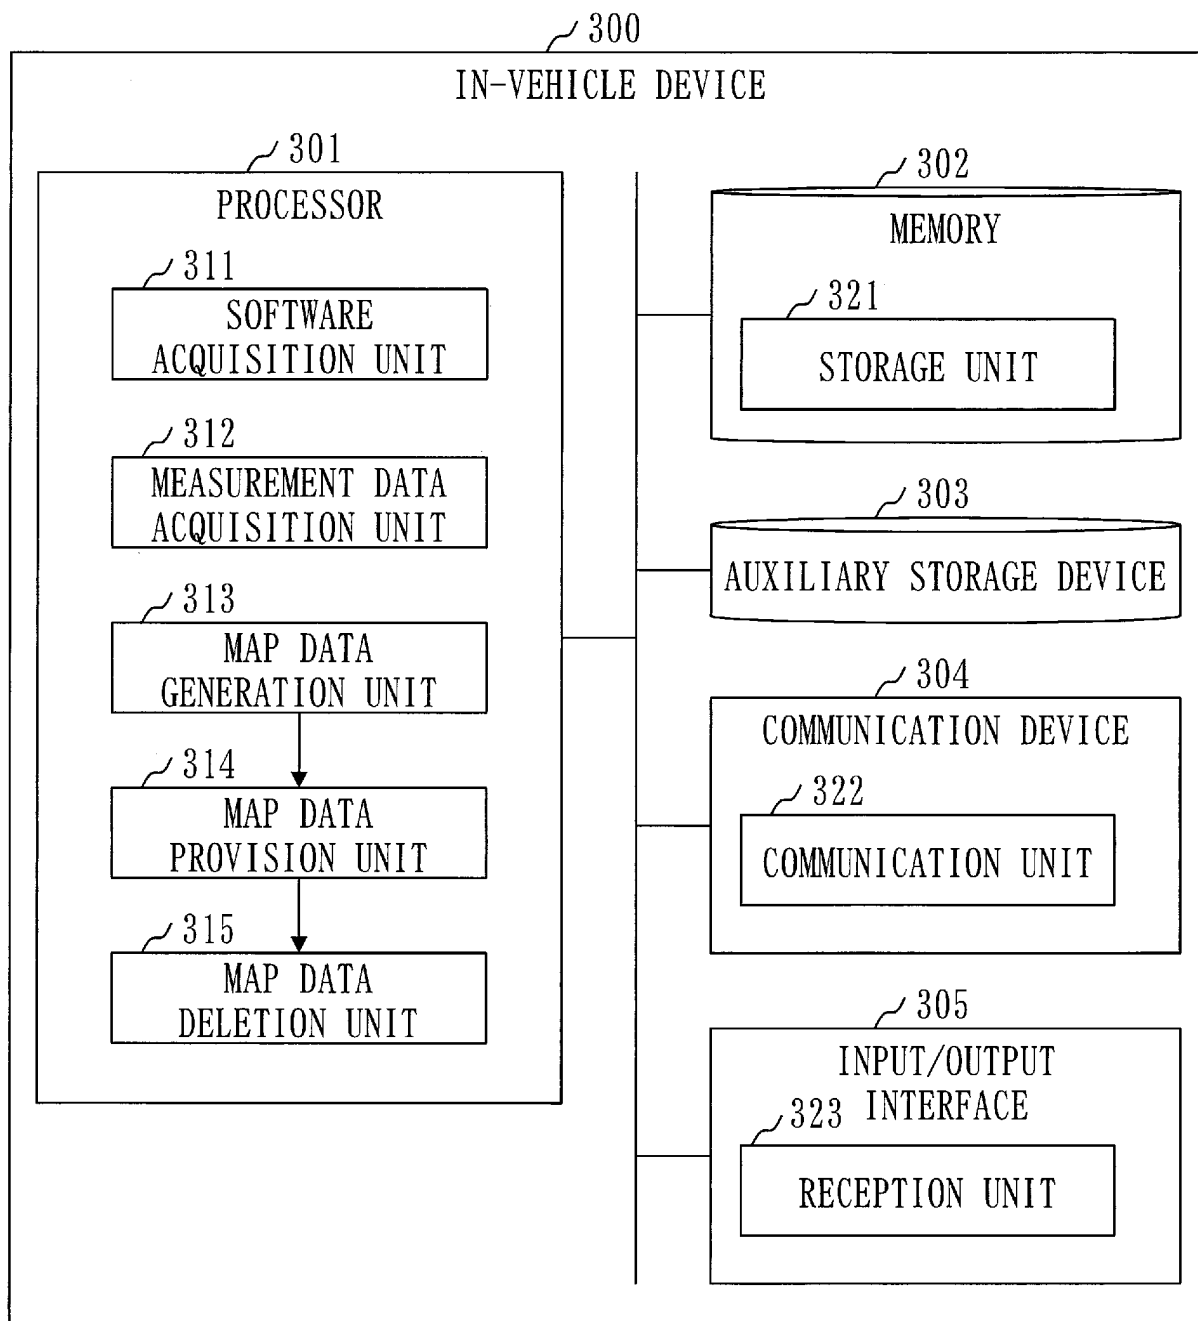 300
IN-VEHICLE DEVICE
301
PROCESSOR
311
SOFTWARE
ACQUISITION UNIT
312
MEASUREMENT DATA
ACQUISITION UNIT
313
MAP DATA
GENERATION UNIT
314
MAP DATA
PROVISION UNIT
315
MAP DATA
DELETION UNIT
302
MEMORY
321
STORAGE UNIT
303
AUXILIARY STORAGE DEVICE
304
COMMUNICATION DEVICE
322
COMMUNICATION UNIT
305
INPUT/OUTPUT
INTERFACE
323
RECEPTION UNIT